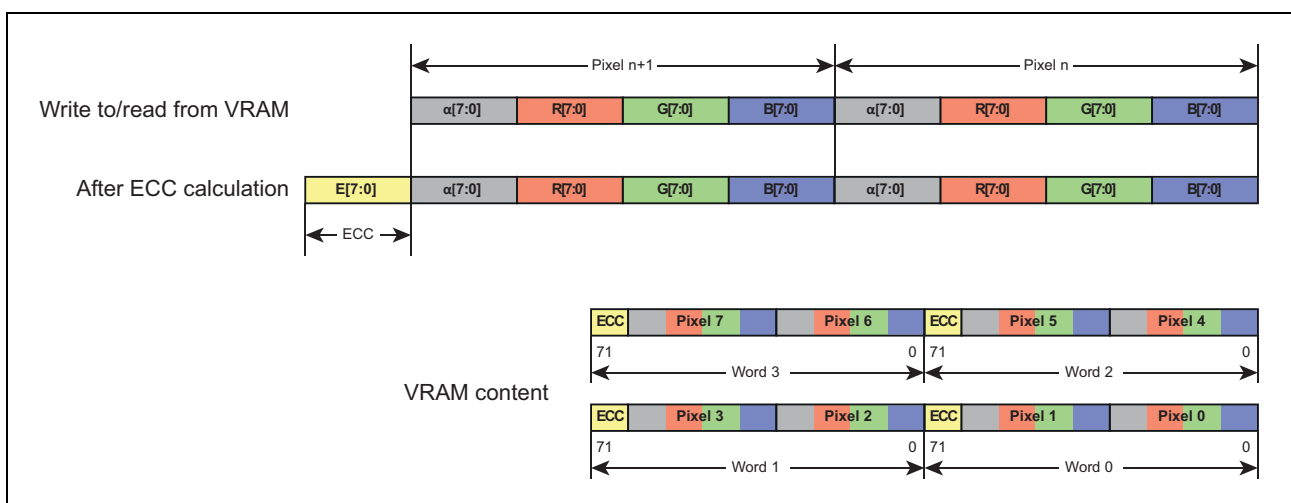 Pixel n+1 Pixel n
Write to/read from VRAM α[7:0] R[7:0] G[7:0] B[7:0] α[7:0] R[7:0] G[7:0] B[7:0]
After ECC calculation E[7:0] α[7:0] R[7:0] G[7:0] B[7:0] α[7:0] R[7:0] G[7:0] B[7:0]
ECC
ECC Pixel 7 Pixel 6 ECC Pixel 5 Pixel 4
71 0 71 0
Word 3 Word 2
VRAM content
ECC Pixel 3 Pixel 2 ECC Pixel 1 Pixel 0
71 0 71 0
Word 1 Word 0